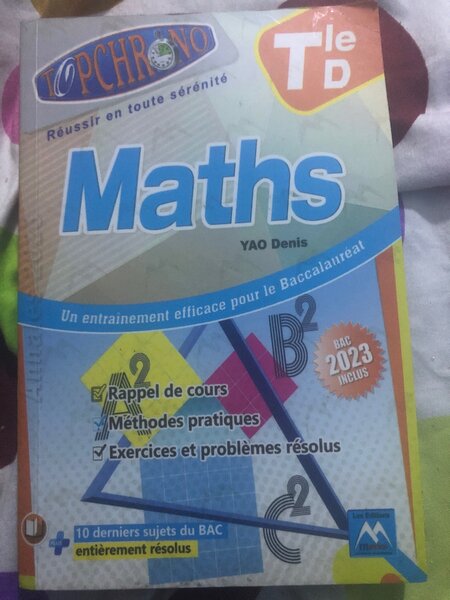 TOPCHRONO
Réussir en toute sérénité
Tle
D
Maths
YAO Denis
Un entrainement efficace pour le Baccalauréat
A²
B²
C²
BAC
2023
INCLUS
Rappel de cours
Méthodes pratiques
Exercices et problèmes résolus
PLUS
10 derniers sujets du BAC
entièrement résolus
Les Editions